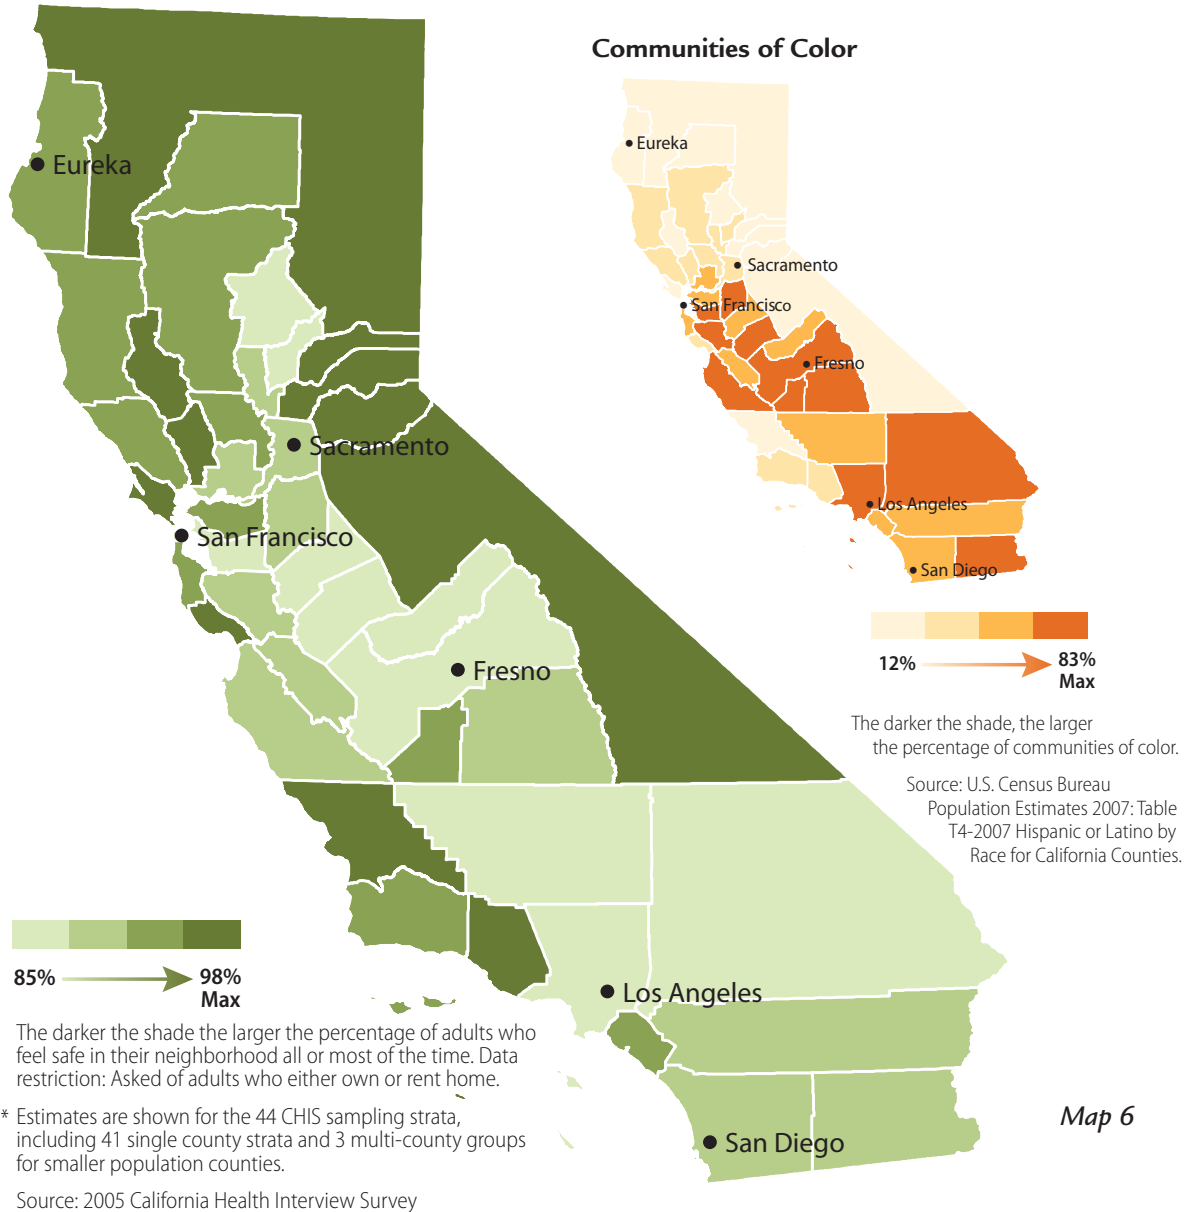 Communities of Color
Eureka
Sacramento
San Francisco
Fresno
Los Angeles
San Diego
12%
83%
Max
The darker the shade, the larger
the percentage of communities of color.
Source: U.S. Census Bureau
Population Estimates 2007: Table
T4-2007 Hispanic or Latino by
Race for California Counties.
Eureka
Sacramento
San Francisco
Fresno
Los Angeles
San Diego
85%
98%
Max
The darker the shade the larger the percentage of adults who
feel safe in their neighborhood all or most of the time. Data
restriction: Asked of adults who either own or rent home.
* Estimates are shown for the 44 CHIS sampling strata,
including 41 single county strata and 3 multi-county groups
for smaller population counties.
Source: 2005 California Health Interview Survey
Map 6